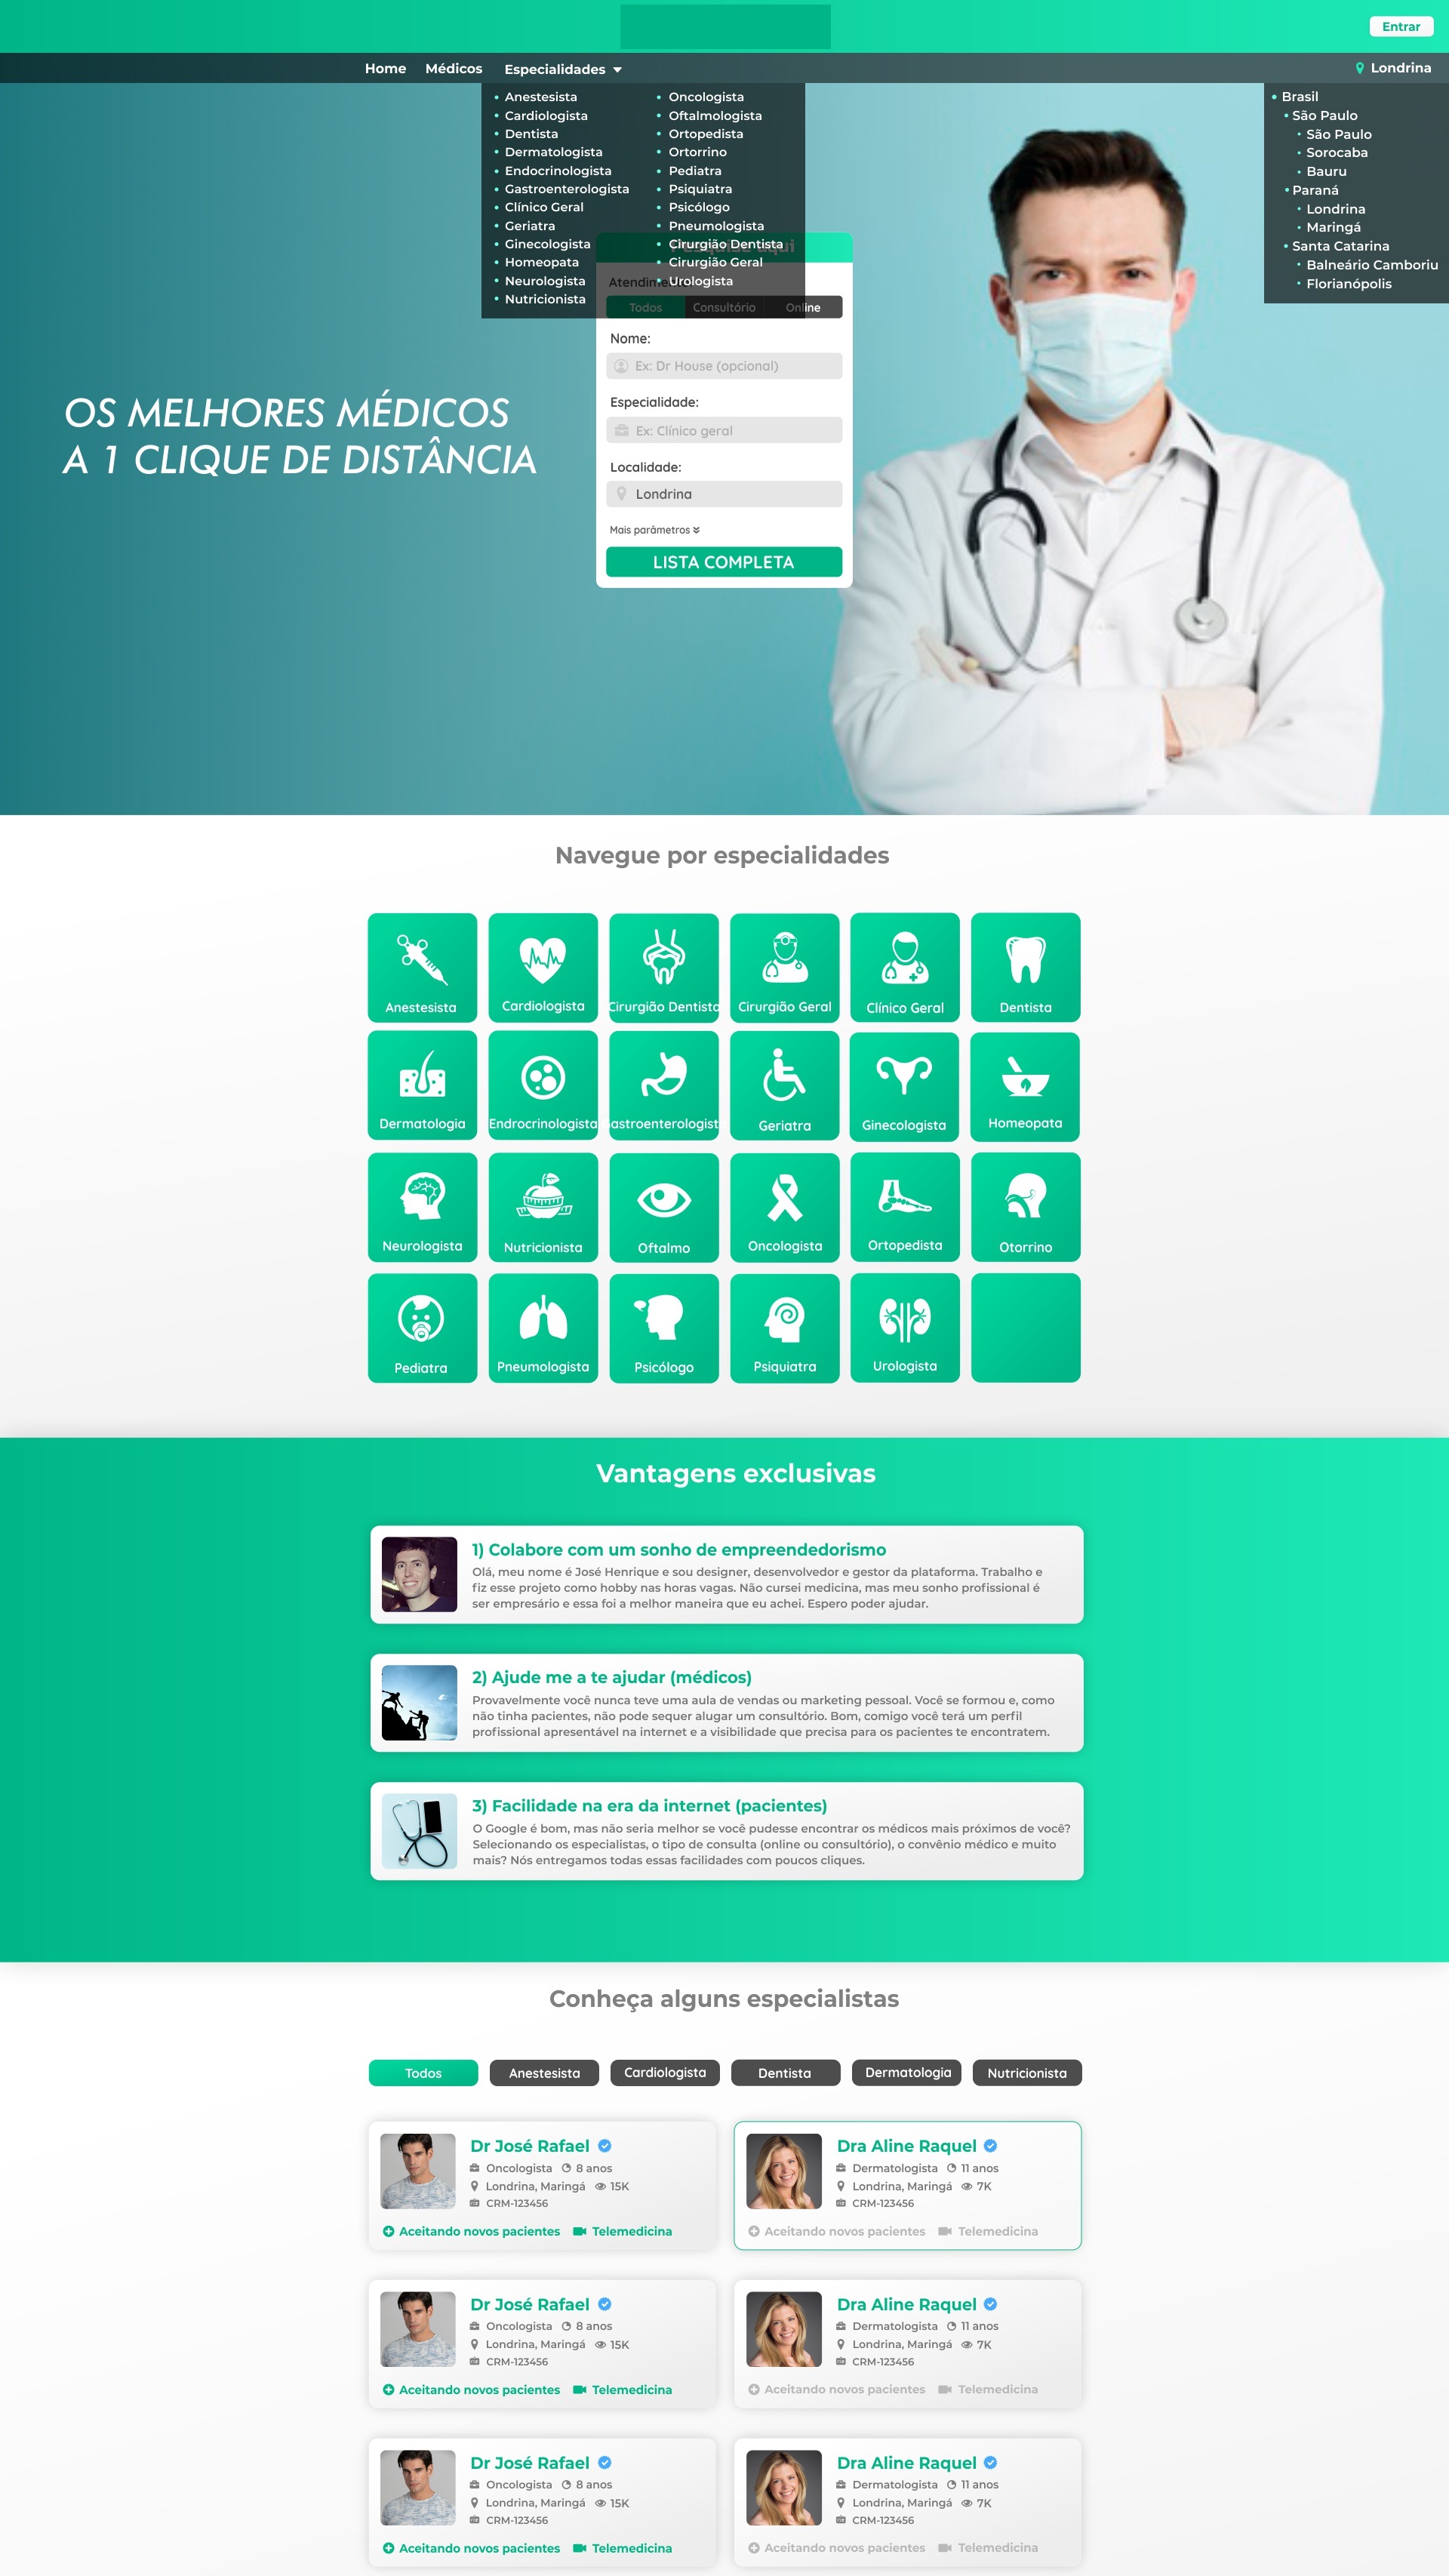 Entrar
Home Médicos Especialidades
Londrina
Anestesista
Cardiologista
Dentista
Dermatologista
Endocrinologista
Gastroenterologista
Clínico Geral
Geriatra
Ginecologista
Homeopata
Neurologista
Nutricionista
Oncologista
Oftalmologista
Ortopedista
Ortorrino
Pediatra
Psiquiatra
Psicólogo
Pneumologista
Cirurgião Dentista
Cirurgião Geral
Urologista
Brasil
São Paulo
São Paulo
Sorocaba
Bauru
Paraná
Londrina
Maringá
Santa Catarina
Balneário Camboriu
Florianópolis
OS MELHORES MÉDICOS
A 1 CLIQUE DE DISTÂNCIA
aqui
Todos Consultório Online
Nome:
Ex: Dr House (opcional)
Especialidade:
Ex: Clínico geral
Localidade:
Londrina
Mais parâmetros
LISTA COMPLETA
Navegue por especialidades
Anestesista Cardiologista Cirurgião Dentista Cirurgião Geral Clínico Geral Dentista
Dermatologia Endrocrinologista astroenterologist Geriatra Ginecologista Homeopata
Neurologista Nutricionista Oftalmo Oncologista Ortopedista Otorrino
Pediatra Pneumologista Psicólogo Psiquiatra Urologista
Vantagens exclusivas
1) Colabore com um sonho de empreendedorismo
Olá, meu nome é José Henrique e sou designer, desenvolvedor e gestor da plataforma. Trabalho e
fiz esse projeto como hobby nas horas vagas. Não cursei medicina, mas meu sonho profissional é
ser empresário e essa foi a melhor maneira que eu achei. Espero poder ajudar.
2) Ajude me a te ajudar (médicos)
Provavelmente você nunca teve uma aula de vendas ou marketing pessoal. Você se formou e, como
não tinha pacientes, não pode sequer alugar um consultório. Bom, comigo você terá um perfil
profissional apresentável na internet e a visibilidade que precisa para os pacientes te encontratem.
3) Facilidade na era da internet (pacientes)
O Google é bom, mas não seria melhor se você pudesse encontrar os médicos mais próximos de você?
Selecionando os especialistas, o tipo de consulta (online ou consultório), o convênio médico e muito
mais? Nós entregamos todas essas facilidades com poucos cliques.
Conheça alguns especialistas
Todos Anestesista Cardiologista Dentista Dermatologia Nutricionista
Dr José Rafael
Oncologista 8 anos
Londrina, Maringá 15K
CRM-123456
Aceitando novos pacientes Telemedicina
Dra Aline Raquel
Dermatologista 11 anos
Londrina, Maringá 7K
CRM-123456
Aceitando novos pacientes Telemedicina
Dr José Rafael
Oncologista 8 anos
Londrina, Maringá 15K
CRM-123456
Aceitando novos pacientes Telemedicina
Dra Aline Raquel
Dermatologista 11 anos
Londrina, Maringá 7K
CRM-123456
Aceitando novos pacientes Telemedicina
Dr José Rafael
Oncologista 8 anos
Londrina, Maringá 15K
CRM-123456
Aceitando novos pacientes Telemedicina
Dra Aline Raquel
Dermatologista 11 anos
Londrina, Maringá 7K
CRM-123456
Aceitando novos pacientes Telemedicina